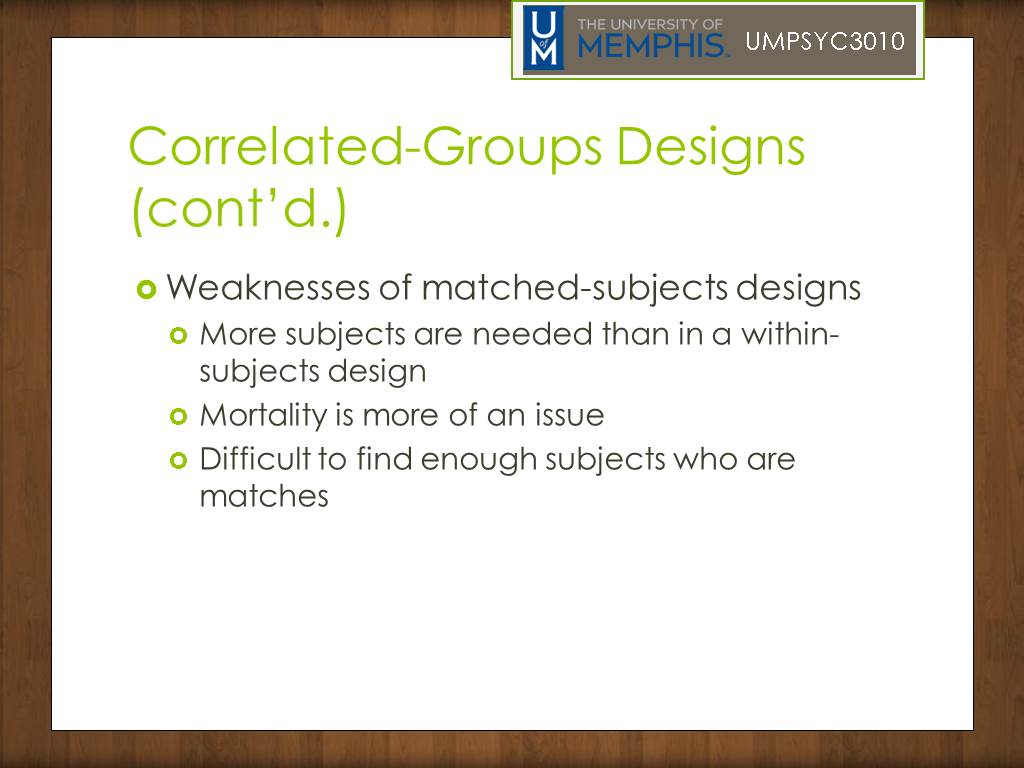 U
of
M
THE UNIVERSITY OF
MEMPHIS™
UMPSYC3010
Correlated-Groups Designs
(cont’d.)
Weaknesses of matched-subjects designs
More subjects are needed than in a within-
subjects design
Mortality is more of an issue
Difficult to find enough subjects who are
matches